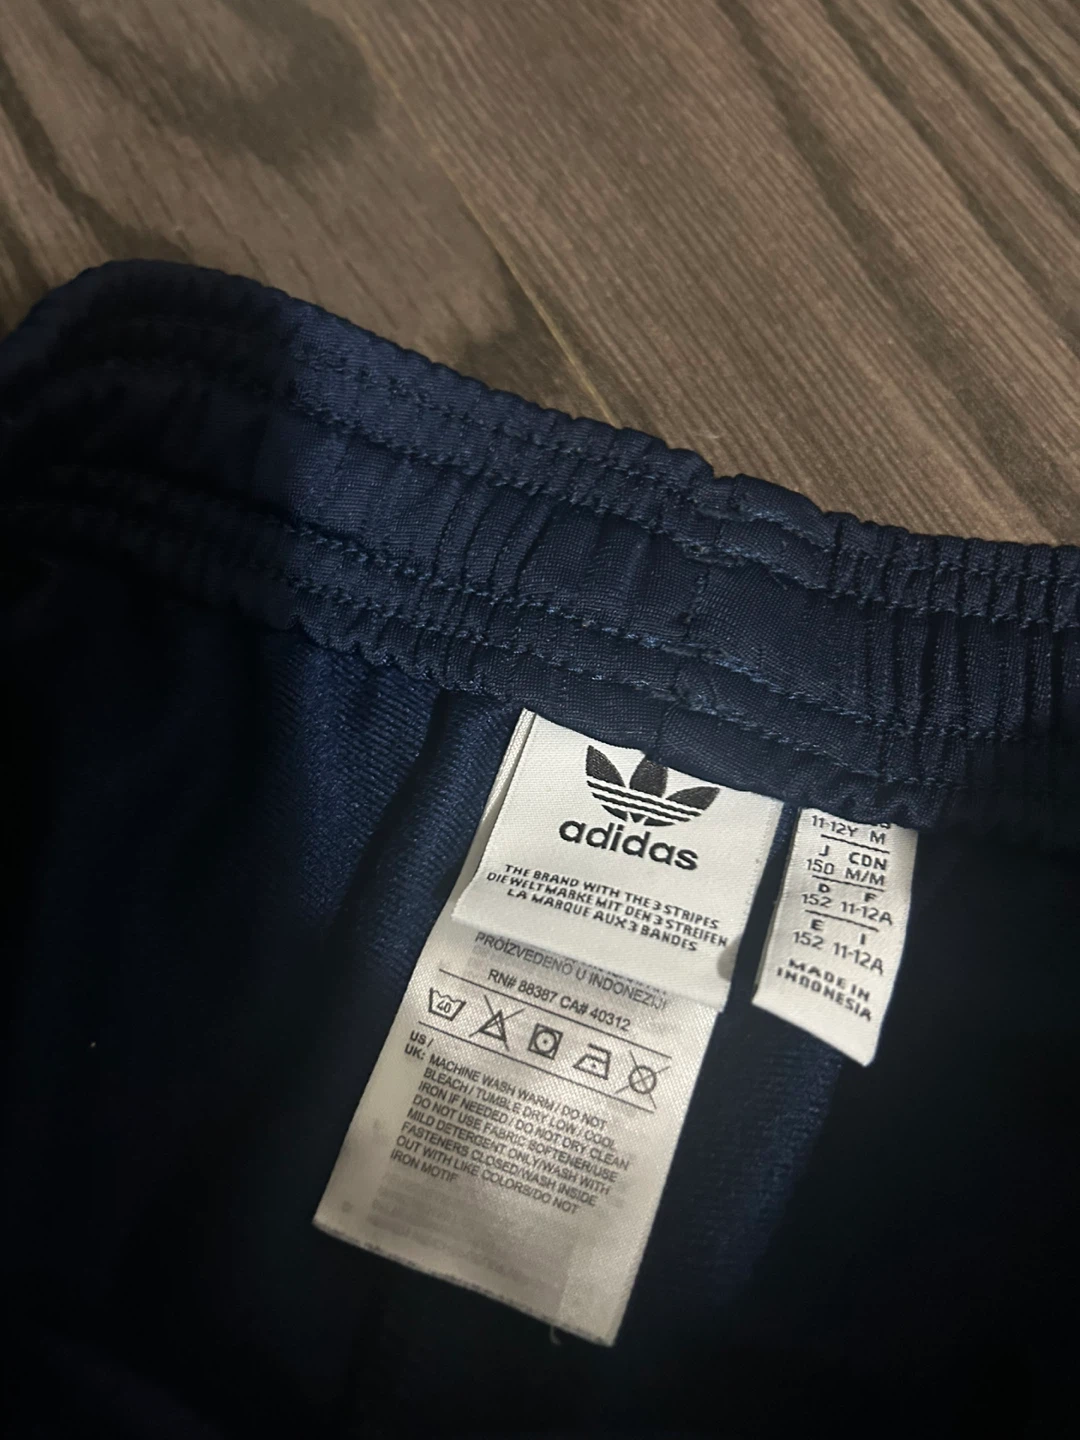 adidas
THE BRAND WITH THE 3 STRIPES
DIE WELTMARKE MIT DEN 3 STREIFEN
LA MARQUE AUX 3 BANDES
PROIZVEDENO U INDONEZIJI
RN# 88387 CA# 40312
40
US /
UK: MACHINE WASH WARM / DO NOT
BLEACH / TUMBLE DRY LOW / COOL
IRON IF NEEDED / DO NOT DRY CLEAN
DO NOT USE FABRIC SOFTENER/USE
MILD DETERGENT ONLY/WASH WITH
FASTENERS CLOSED/WASH INSIDE
OUT WITH LIKE COLORS/DO NOT
IRON MOTIF
11-12Y M
J CDN
150 M/M
D F
152 11-12A
E I
152 11-12A
MADE IN
INDONESIA